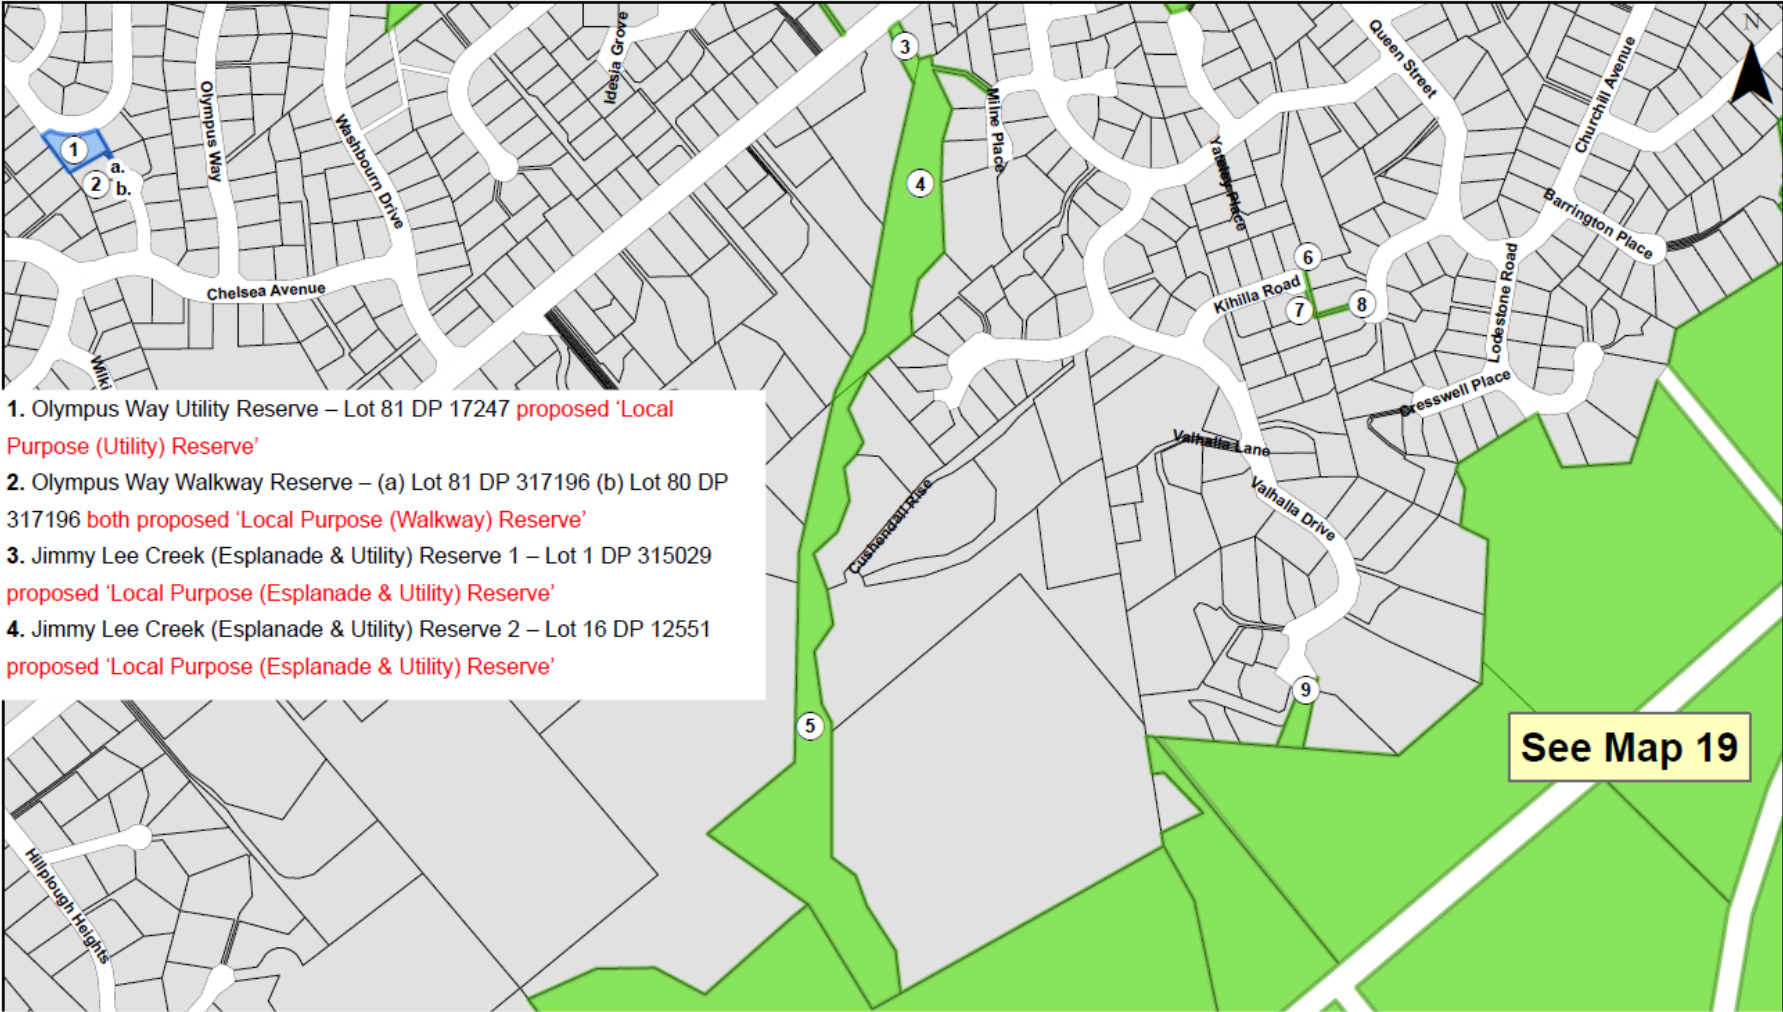 N
3
Idesia Grove
Queen Street
Churchill Avenue
Olympus Way
Washbourn Drive
Milne Place
1
a.
2
b.
4
Yateley Place
Barrington Place
6
Chelsea Avenue
Kihilla Road
7
8
Lodestone Road
Wilki
Cresswell Place
1. Olympus Way Utility Reserve – Lot 81 DP 17247 proposed ‘Local
Purpose (Utility) Reserve’
2. Olympus Way Walkway Reserve – (a) Lot 81 DP 317196 (b) Lot 80 DP
317196 both proposed ‘Local Purpose (Walkway) Reserve’
3. Jimmy Lee Creek (Esplanade & Utility) Reserve 1 – Lot 1 DP 315029
proposed ‘Local Purpose (Esplanade & Utility) Reserve’
4. Jimmy Lee Creek (Esplanade & Utility) Reserve 2 – Lot 16 DP 12551
proposed ‘Local Purpose (Esplanade & Utility) Reserve’
Valhalla Lane
Valhalla Drive
Cushendall Rise
9
5
See Map 19
Hillplough Heights